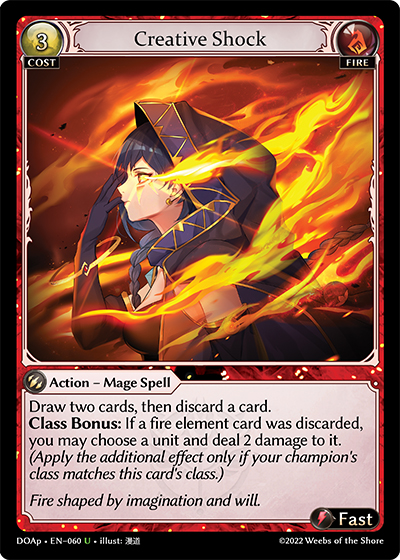 3
Creative Shock
COST
FIRE
Action – Mage Spell
Draw two cards, then discard a card.
Class Bonus: If a fire element card was discarded,
you may choose a unit and deal 2 damage to it.
(Apply the additional effect only if your champion's
class matches this card's class.)
Fire shaped by imagination and will.
DOAp • EN–060 U • illust: 漫道
Fast
©2022 Weebs of the Shore